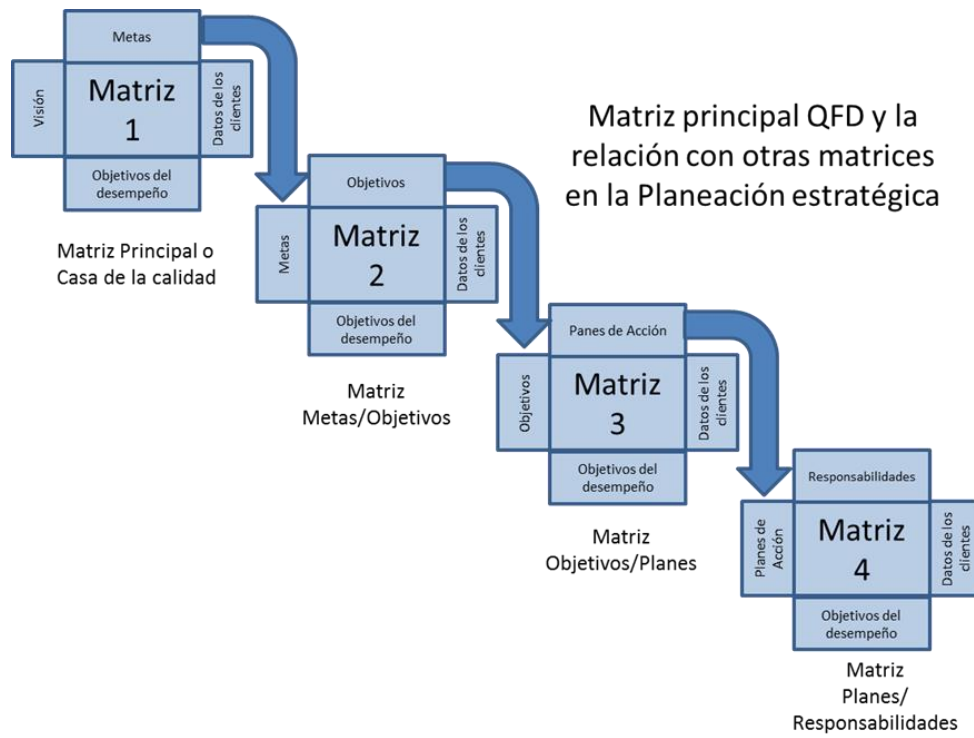 Metas
Visión
Matriz
1
Datos de los
clientes
Objetivos del
desempeño
Matriz Principal o
Casa de la calidad
Matriz principal QFD y la
relación con otras matrices
en la Planeación estratégica
Objetivos
Metas
Matriz
2
Datos de los
clientes
Objetivos del
desempeño
Matriz
Metas/Objetivos
Panes de Acción
Objetivos
Matriz
3
Datos de los
clientes
Objetivos del
desempeño
Matriz
Objetivos/Planes
Responsabilidades
Planes de
Acción
Matriz
4
Datos de los
clientes
Objetivos del
desempeño
Matriz
Planes/
Responsabilidades